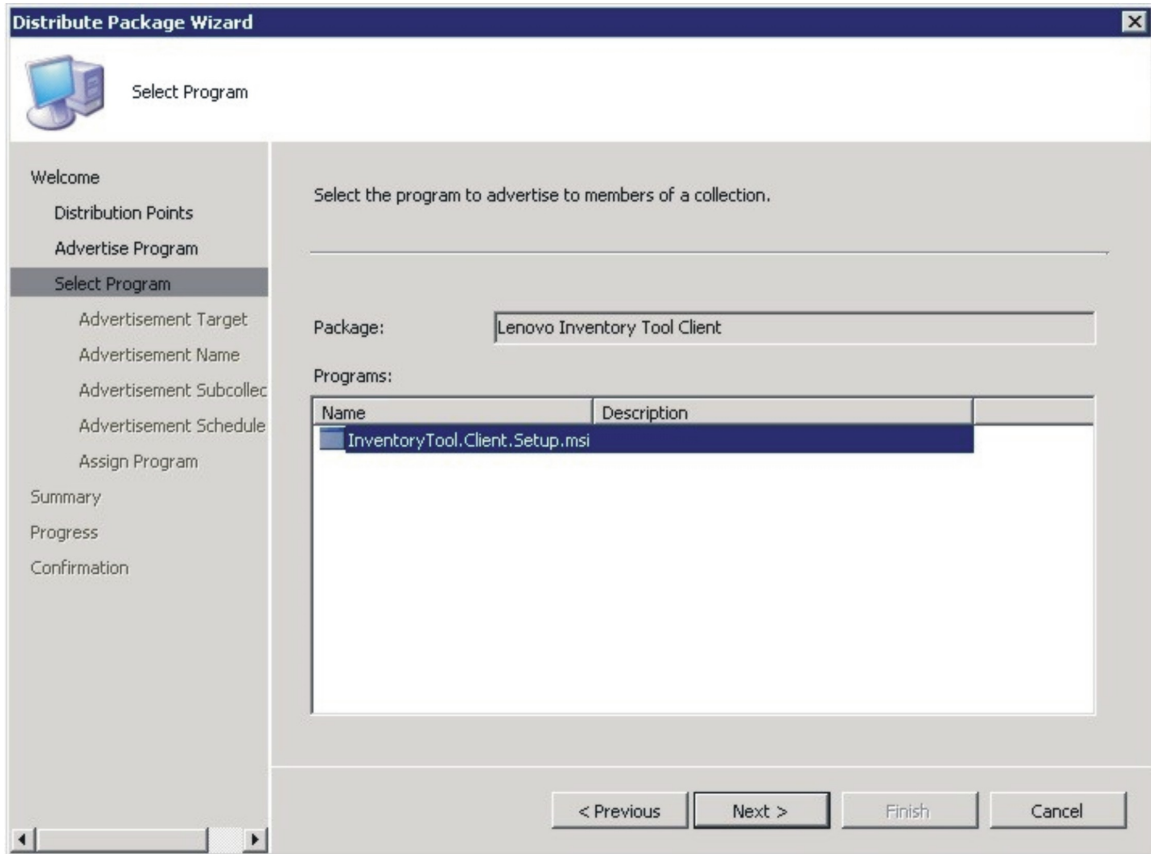 Distribute Package Wizard
Select Program
Welcome
Distribution Points
Advertise Program
Select Program
Advertisement Target
Advertisement Name
Advertisement Subcollec
Advertisement Schedule
Assign Program
Summary
Progress
Confirmation
Select the program to advertise to members of a collection.
Package: Lenovo Inventory Tool Client
Programs:
Name Description
InventoryTool.Client.Setup.msi
< Previous Next > Finish Cancel